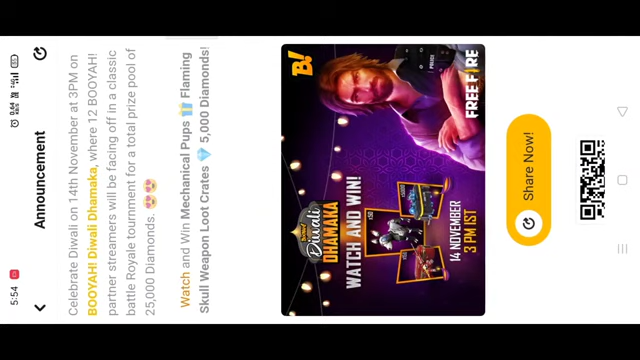 5:54
0.64
Announcement
Celebrate Diwali on 14th November at 3PM on
BOOYAH! Diwali Dhamaka, where 12 BOOYAH!
partner streamers will be facing off in a classic
battle Royale tournment for a total prize pool of
25,000 Diamonds. 😍 😍
😍
Watch and Win Mechanical Pups 🎁 Flaming
Skull Weapon Loot Crates 💎 5,000 Diamonds!
B!
FREE FIRE
Diwali
DHAMAKA
WATCH AND WIN!
x50
14 NOVEMBER
3 PM IST
Share Now!